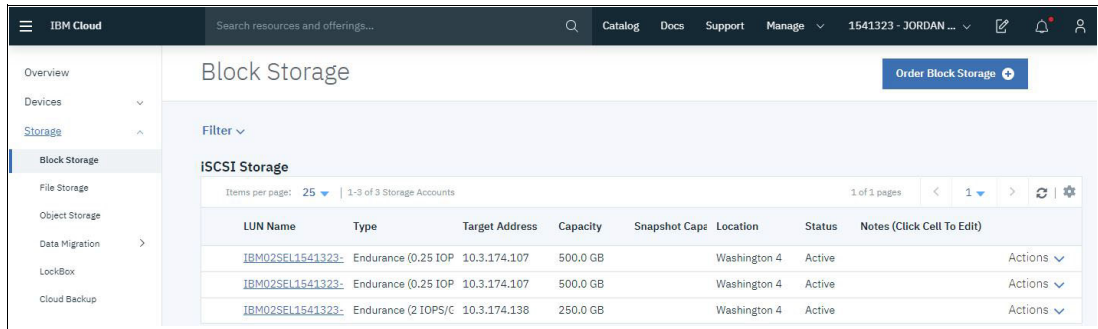 IBM Cloud Search resources and offerings... Catalog Docs Support Manage 1541323 - JORDAN ...
Overview
Devices
Storage
Block Storage
File Storage
Object Storage
Data Migration
LockBox
Cloud Backup
Block Storage
Order Block Storage
Filter
iSCSI Storage
Items per page: 25 | 1-3 of 3 Storage Accounts 1 of 1 pages 1
LUN Name Type Target Address Capacity Snapshot Capa Location Status Notes (Click Cell To Edit)
IBM02SEL1541323- Endurance (0.25 IOP 10.3.174.107 500.0 GB Washington 4 Active Actions
IBM02SEL1541323- Endurance (0.25 IOP 10.3.174.107 500.0 GB Washington 4 Active Actions
IBM02SEL1541323- Endurance (2 IOPS/G 10.3.174.138 250.0 GB Washington 4 Active Actions